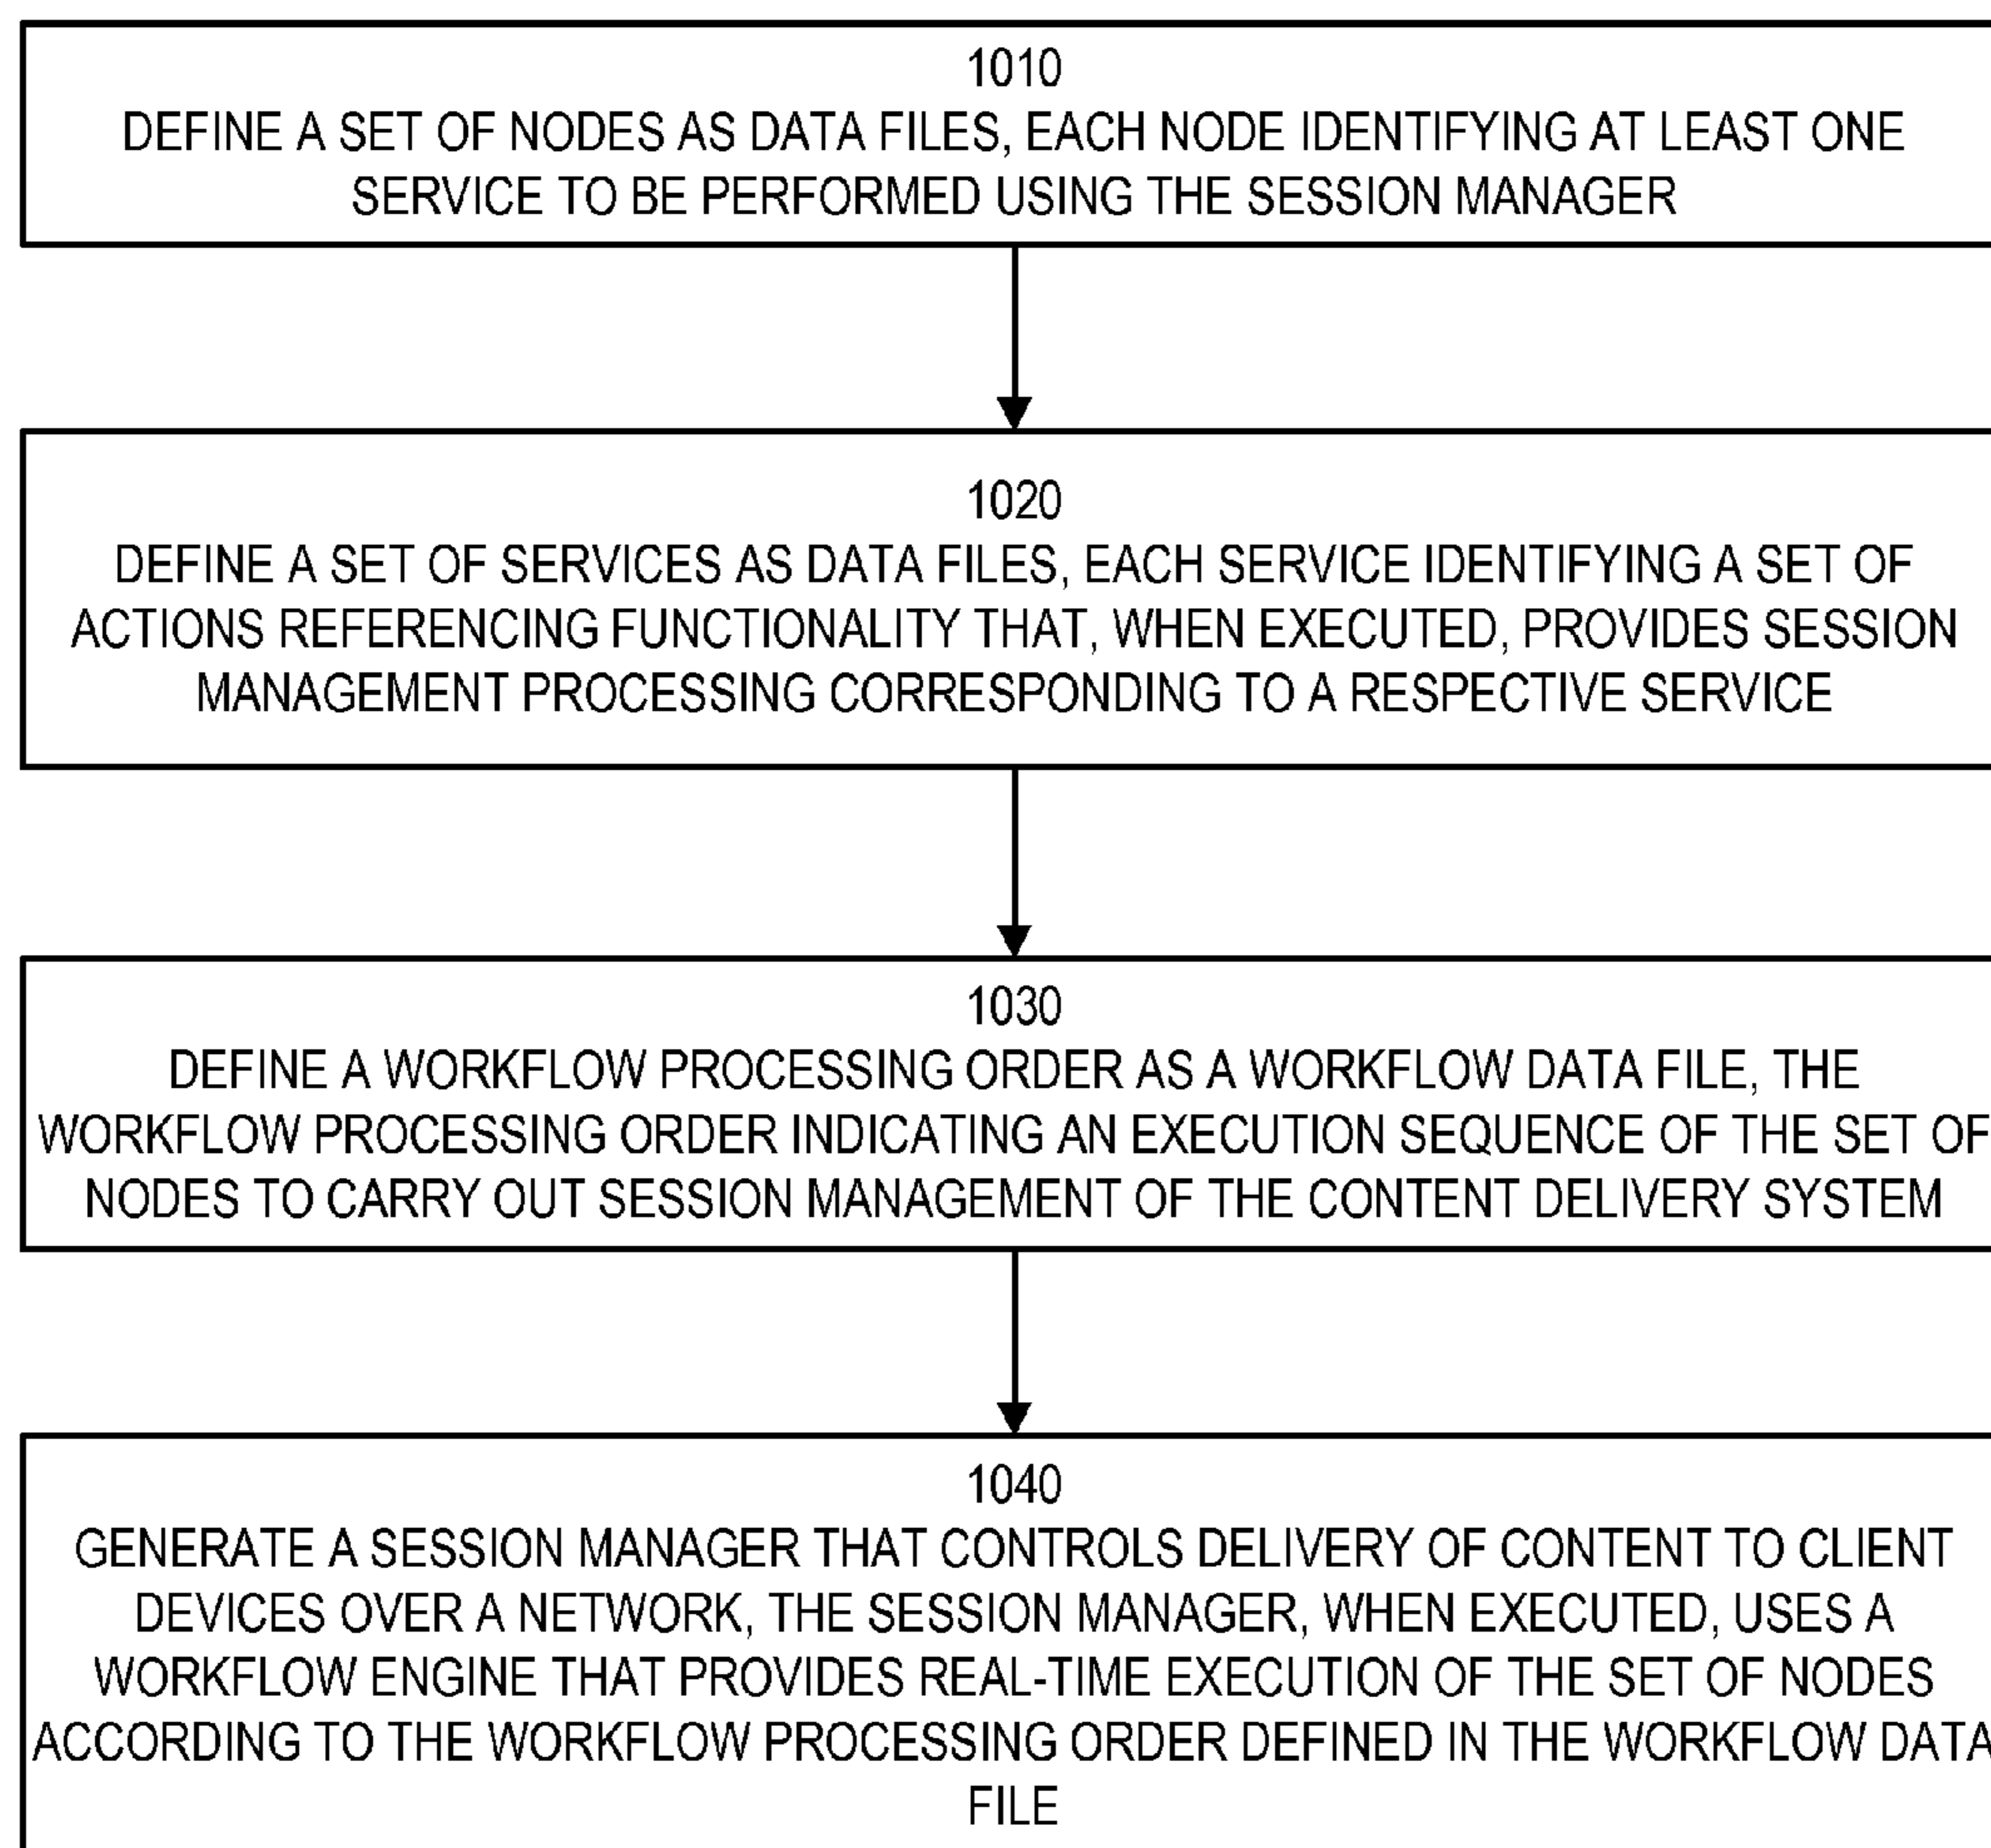 1010
DEFINE A SET OF NODES AS DATA FILES, EACH NODE IDENTIFYING AT LEAST ONE
SERVICE TO BE PERFORMED USING THE SESSION MANAGER
1020
DEFINE A SET OF SERVICES AS DATA FILES, EACH SERVICE IDENTIFYING A SET OF
ACTIONS REFERENCING FUNCTIONALITY THAT, WHEN EXECUTED, PROVIDES SESSION
MANAGEMENT PROCESSING CORRESPONDING TO A RESPECTIVE SERVICE
1030
DEFINE A WORKFLOW PROCESSING ORDER AS A WORKFLOW DATA FILE, THE
WORKFLOW PROCESSING ORDER INDICATING AN EXECUTION SEQUENCE OF THE SET OF
NODES TO CARRY OUT SESSION MANAGEMENT OF THE CONTENT DELIVERY SYSTEM
1040
GENERATE A SESSION MANAGER THAT CONTROLS DELIVERY OF CONTENT TO CLIENT
DEVICES OVER A NETWORK, THE SESSION MANAGER, WHEN EXECUTED, USES A
WORKFLOW ENGINE THAT PROVIDES REAL-TIME EXECUTION OF THE SET OF NODES
ACCORDING TO THE WORKFLOW PROCESSING ORDER DEFINED IN THE WORKFLOW DATA
FILE